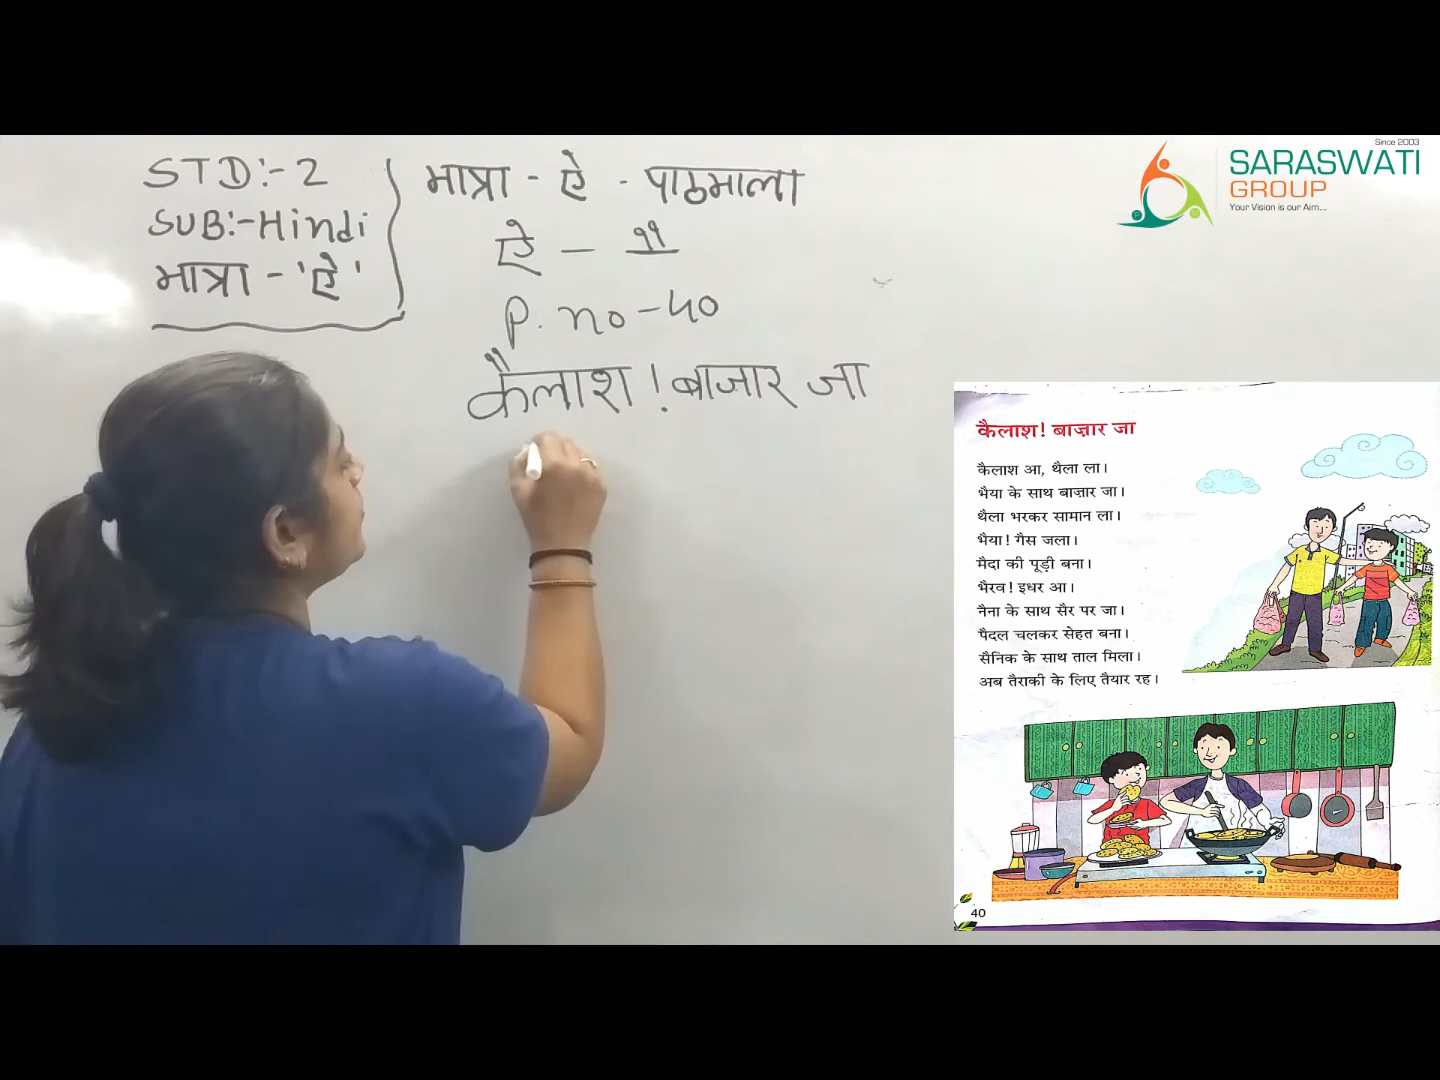 STD:-2
SUB:-Hindi
मात्रा - 'ऐ'
मात्रा - ऐ - पाठमाला
ऐ — ै
P. no-40
कैलाश ! बाजार जा
Since 2003
SARASWATI
GROUP
Your Vision is our Aim...
कैलाश! बाज़ार जा
कैलाश आ, थैला ला।
भैया के साथ बाज़ार जा।
थैला भरकर सामान ला।
भैया! गैस जला।
मैदा की पूड़ी बना।
भैरव! इधर आ।
नैना के साथ सैर पर जा।
पैदल चलकर सेहत बना।
सैनिक के साथ ताल मिला।
अब तैराकी के लिए तैयार रह।
40